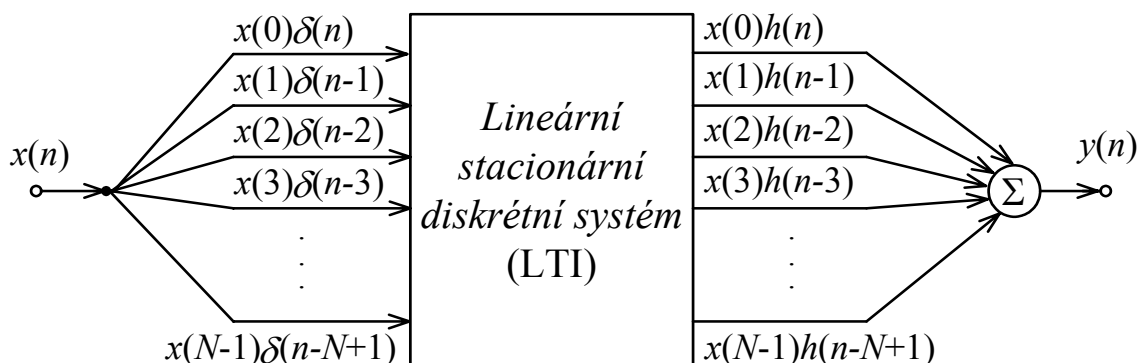 x(n)
x(0)δ(n)
x(1)δ(n-1)
x(2)δ(n-2)
x(3)δ(n-3)
.
.
.
x(N-1)δ(n-N+1)
Lineární
stacionární
diskrétní systém
(LTI)
x(0)h(n)
x(1)h(n-1)
x(2)h(n-2)
x(3)h(n-3)
.
.
.
x(N-1)h(n-N+1)
Σ
y(n)